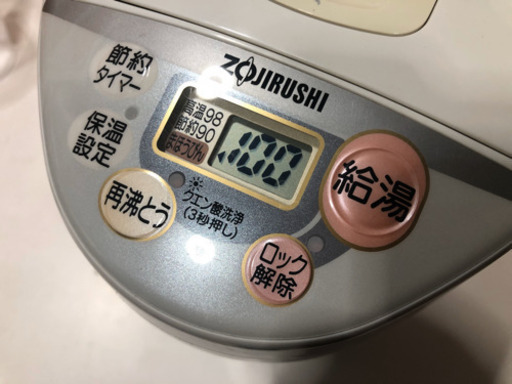 節約
タイマー
ZOJIRUSHI
高温98
節約90
まほうびん
保温
設定
再沸とう
クエン酸洗浄
(3秒押し)
給湯
ロック
解除